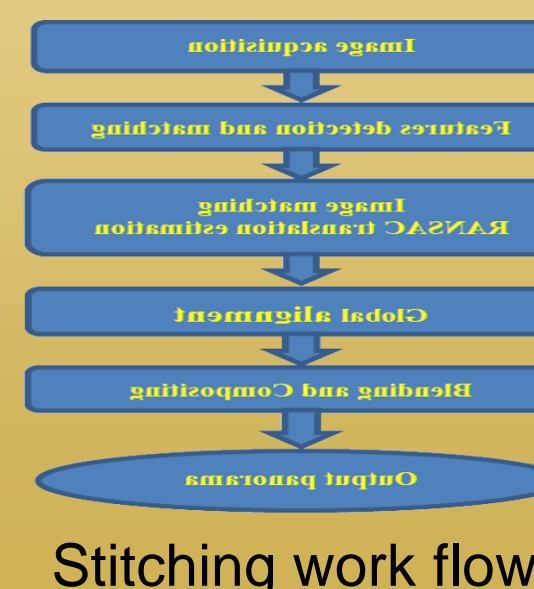 Image acquisition
Features detection and matching
Image matching
RANSAC translation estimation
Global alignment
Blending and Compositing
Output panorama
Stitching work flow